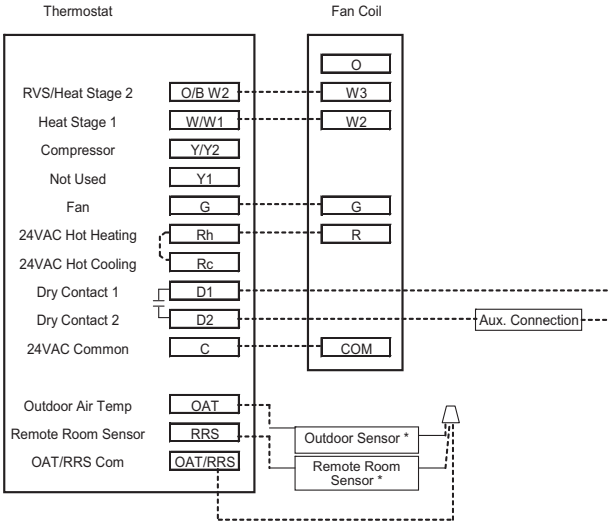 Thermostat Fan Coil
O
RVS/Heat Stage 2 O/B W2 W3
Heat Stage 1 W/W1 W2
Compressor Y/Y2
Not Used Y1
Fan G G
24VAC Hot Heating Rh R
24VAC Hot Cooling Rc
Dry Contact 1 D1
Dry Contact 2 D2 Aux. Connection
24VAC Common C COM
Outdoor Air Temp OAT
Remote Room Sensor RRS Outdoor Sensor *
OAT/RRS Com OAT/RRS Remote Room
Sensor *